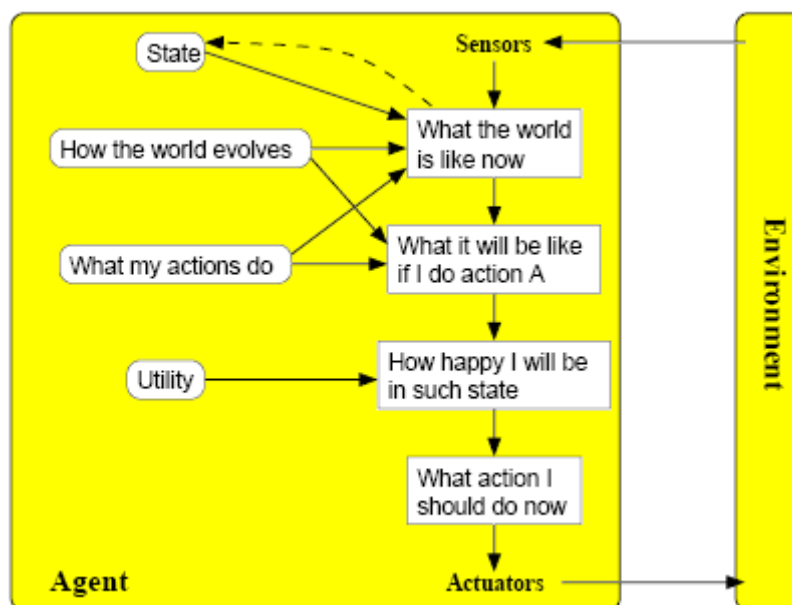 State
Sensors
What the world
is like now
How the world evolves
What my actions do
What it will be like
if I do action A
Utility
How happy I will be
in such state
What action I
should do now
Agent
Actuators
Environment